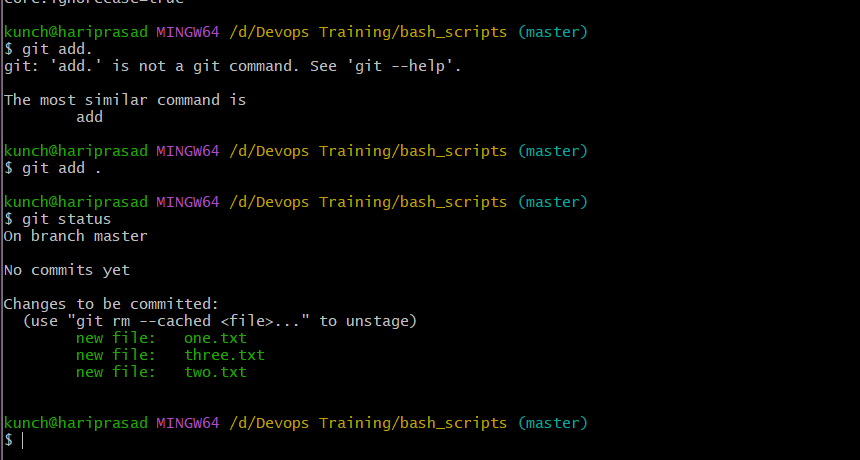 core.ignorecase=true
kunch@hariprasad MINGW64 /d/Devops Training/bash_scripts (master)
$ git add.
git: 'add.' is not a git command. See 'git --help'.
The most similar command is
        add
kunch@hariprasad MINGW64 /d/Devops Training/bash_scripts (master)
$ git add .
kunch@hariprasad MINGW64 /d/Devops Training/bash_scripts (master)
$ git status
On branch master
No commits yet
Changes to be committed:
  (use "git rm --cached <file>..." to unstage)
        new file:   one.txt
        new file:   three.txt
        new file:   two.txt
kunch@hariprasad MINGW64 /d/Devops Training/bash_scripts (master)
$